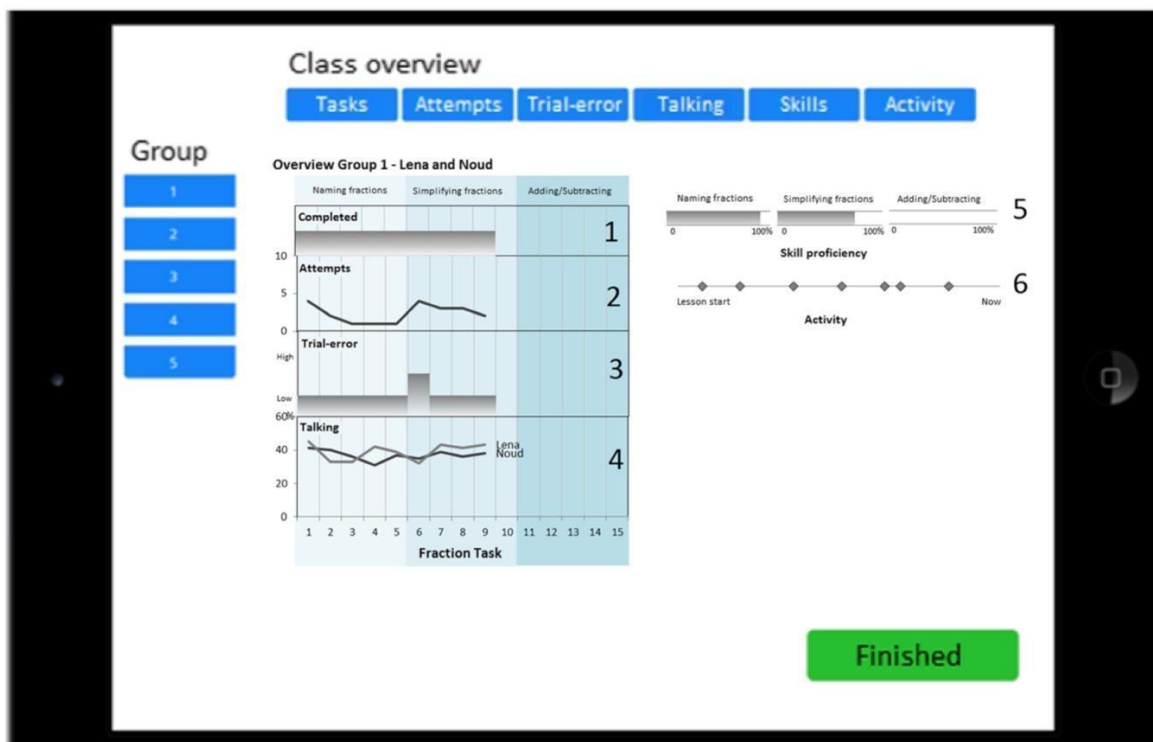 Class overview
Tasks Attempts Trial-error Talking Skills Activity
Group
1
2
3
4
5
Overview Group 1 - Lena and Noud
Naming fractions Simplifying fractions Adding/Subtracting
Completed
1
10
Attempts
5
2
0
Trial-error
High
3
Low
60%
Talking
Lena
Noud
40
4
20
0
1 2 3 4 5 6 7 8 9 10 11 12 13 14 15
Fraction Task
Naming fractions Simplifying fractions Adding/Subtracting
5
0 100% 0 100% 0 100%
Skill proficiency
6
Lesson start Now
Activity
Finished